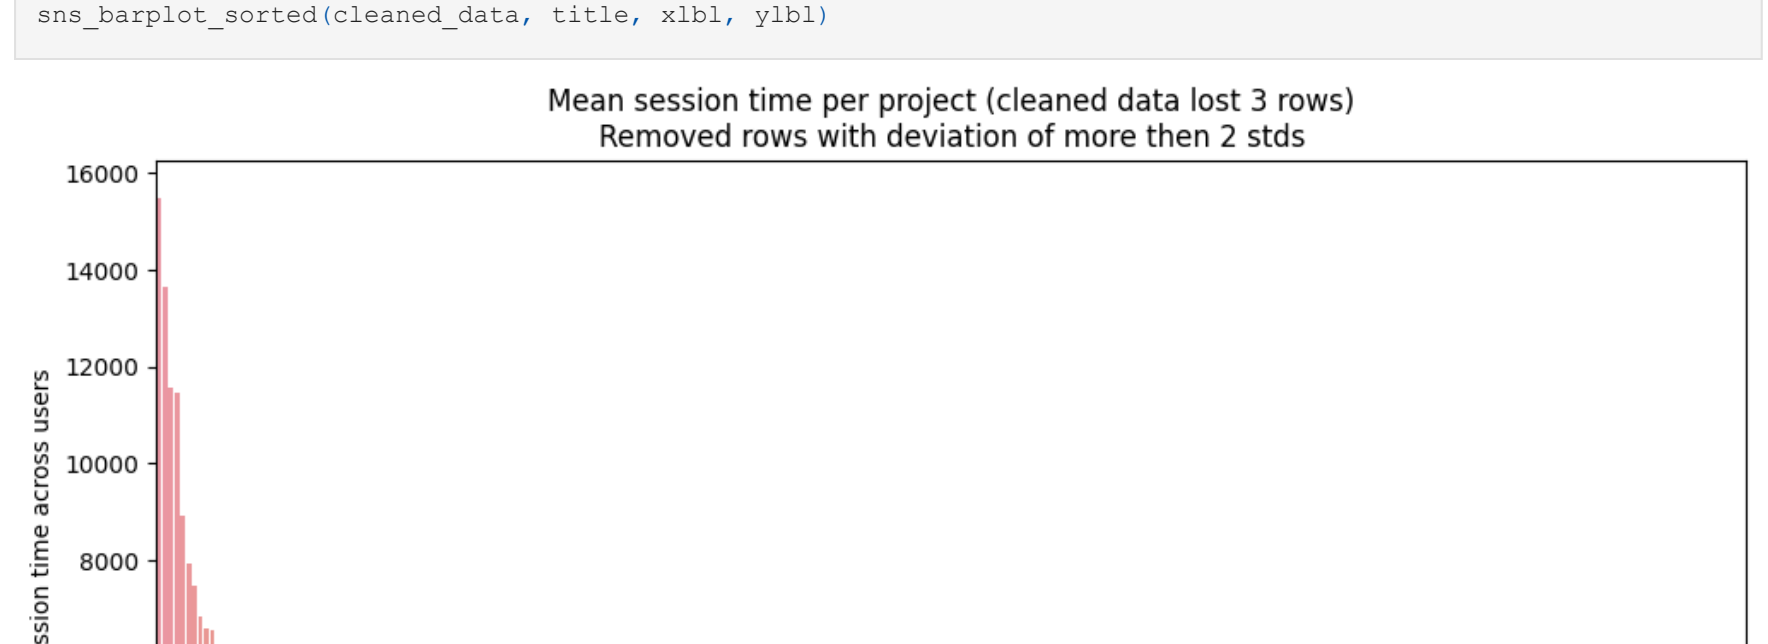 sns_barplot_sorted(cleaned_data, title, xlbl, ylbl)
Mean session time per project (cleaned data lost 3 rows)
Removed rows with deviation of more then 2 stds
16000
14000
12000
10000
8000
ssion time across users